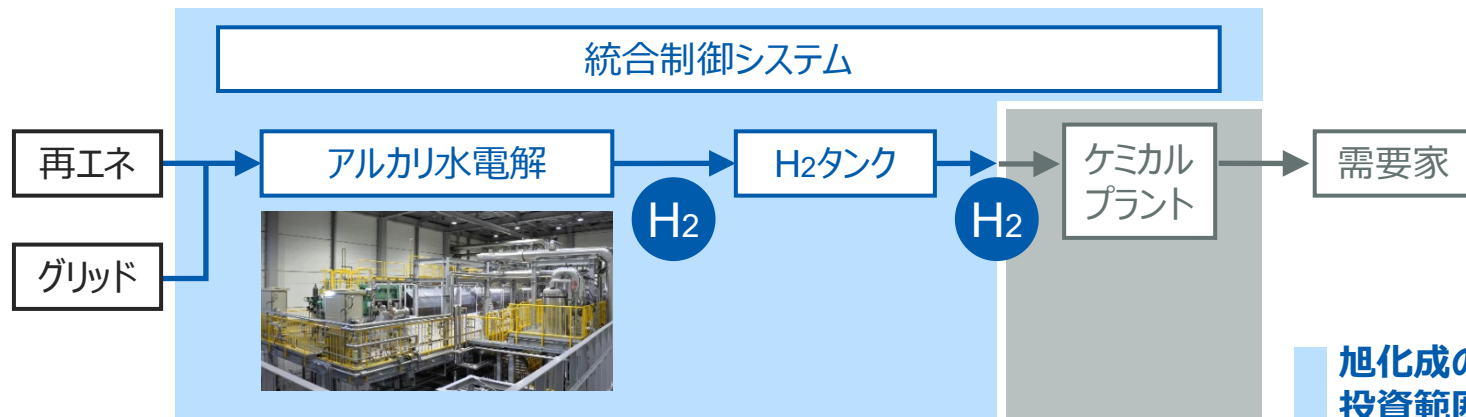 統合制御システム
再エネ
アルカリ水電解
H2タンク
ケミカル
プラント
需要家
H2
H2
グリッド
旭化成の
投資範囲